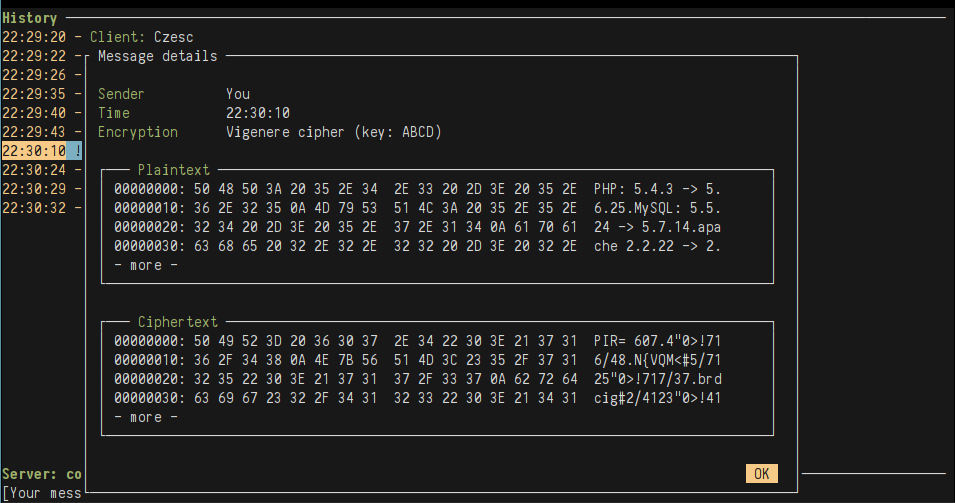 History
22:29:20 - Client: Czesc
22:29:22 - Message details
22:29:26 -
22:29:35 - Sender You
22:29:40 - Time 22:30:10
22:29:43 - Encryption Vigenere cipher (key: ABCD)
22:30:10 !
22:30:24 - Plaintext
22:30:29 - 00000000: 50 48 50 3A 20 35 2E 34 2E 33 20 2D 3E 20 35 2E PHP: 5.4.3 -> 5.
22:30:32 - 00000010: 36 2E 32 35 0A 4D 79 53 51 4C 3A 20 35 2E 35 2E 6.25.MySQL: 5.5.
00000020: 32 34 20 2D 3E 20 35 2E 37 2E 31 34 0A 61 70 61 24 -> 5.7.14.apa
00000030: 63 68 65 20 32 2E 32 2E 32 32 20 2D 3E 20 32 2E che 2.2.22 -> 2.
- more -
Ciphertext
00000000: 50 49 52 3D 20 36 30 37 2E 34 22 30 3E 21 37 31 PIR= 607.4"0>!71
00000010: 36 2F 34 38 0A 4E 7B 56 51 4D 3C 23 35 2F 37 31 6/48.N{VQM<#5/71
00000020: 32 35 22 30 3E 21 37 31 37 2F 33 37 0A 62 72 64 25"0>!717/37.brd
00000030: 63 69 67 23 32 2F 34 31 32 33 22 30 3E 21 34 31 cig#2/4123"0>!41
- more -
Server: co OK
[Your mess